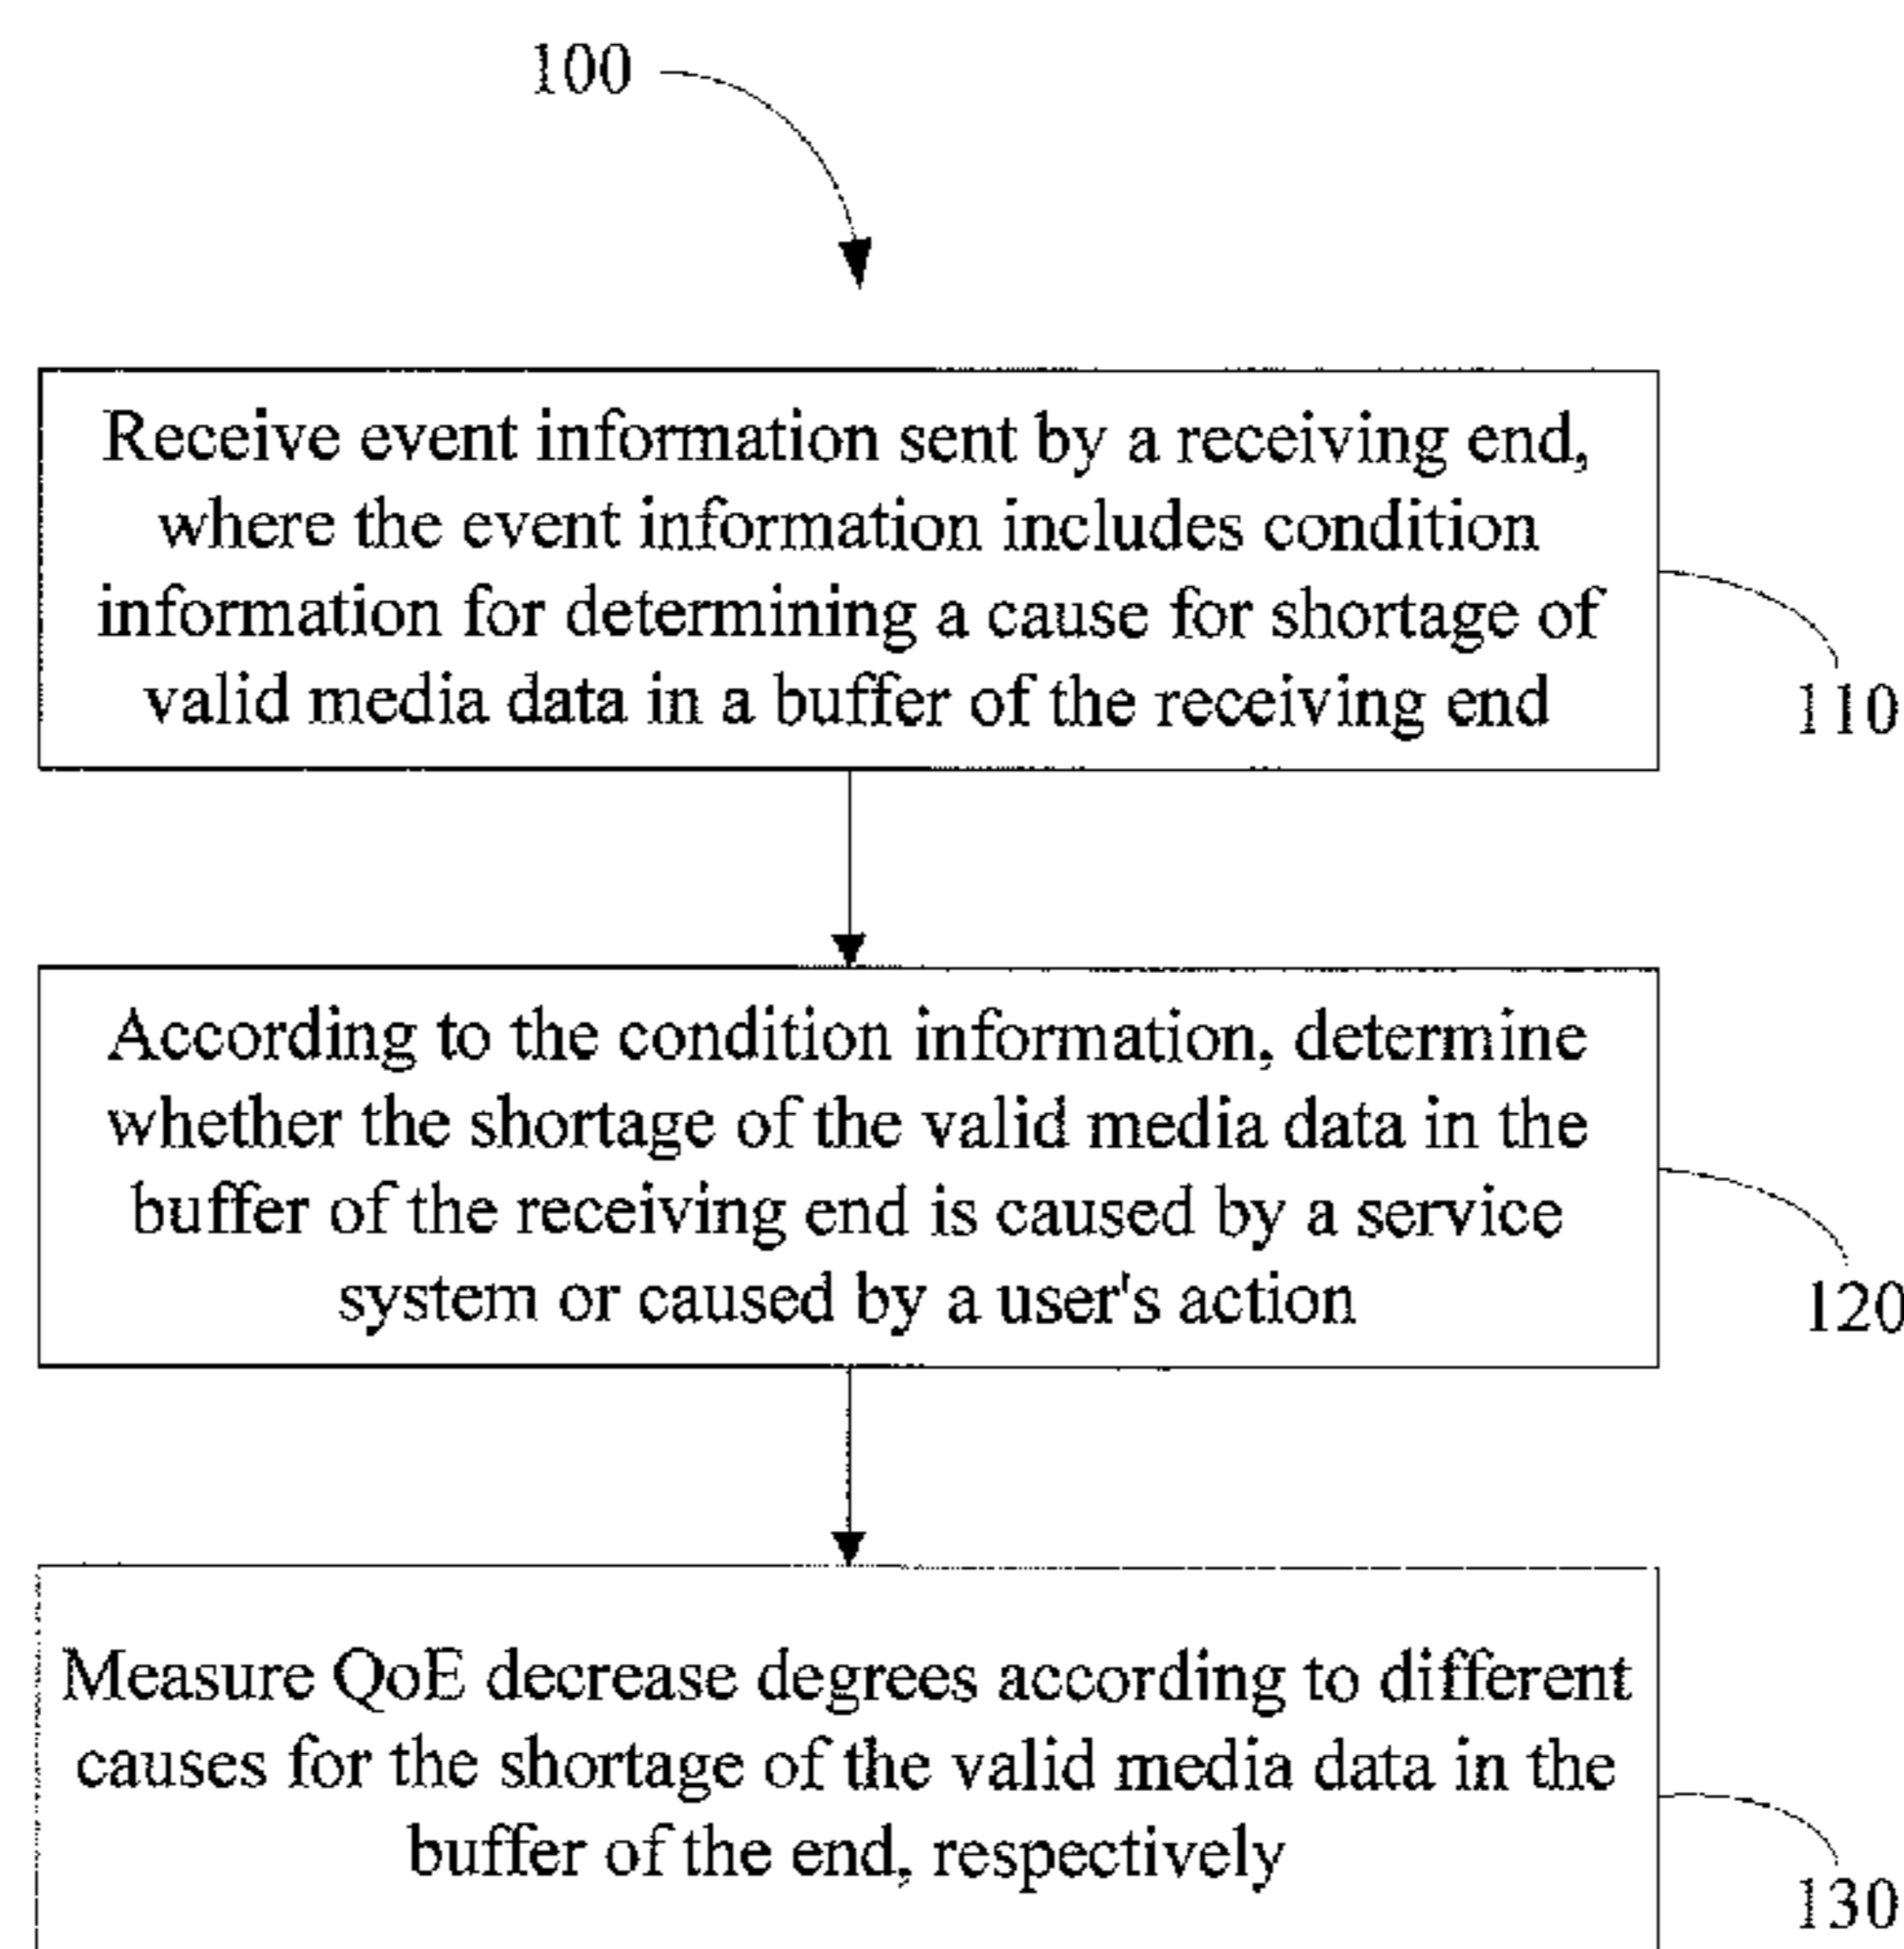 100
Receive event information sent by a receiving end,
where the event information includes condition
information for determining a cause for shortage of
valid media data in a buffer of the receiving end
110
According to the condition information, determine
whether the shortage of the valid media data in the
buffer of the receiving end is caused by a service
system or caused by a user's action
120
Measure QoE decrease degrees according to different
causes for the shortage of the valid media data in the
buffer of the end, respectively
130